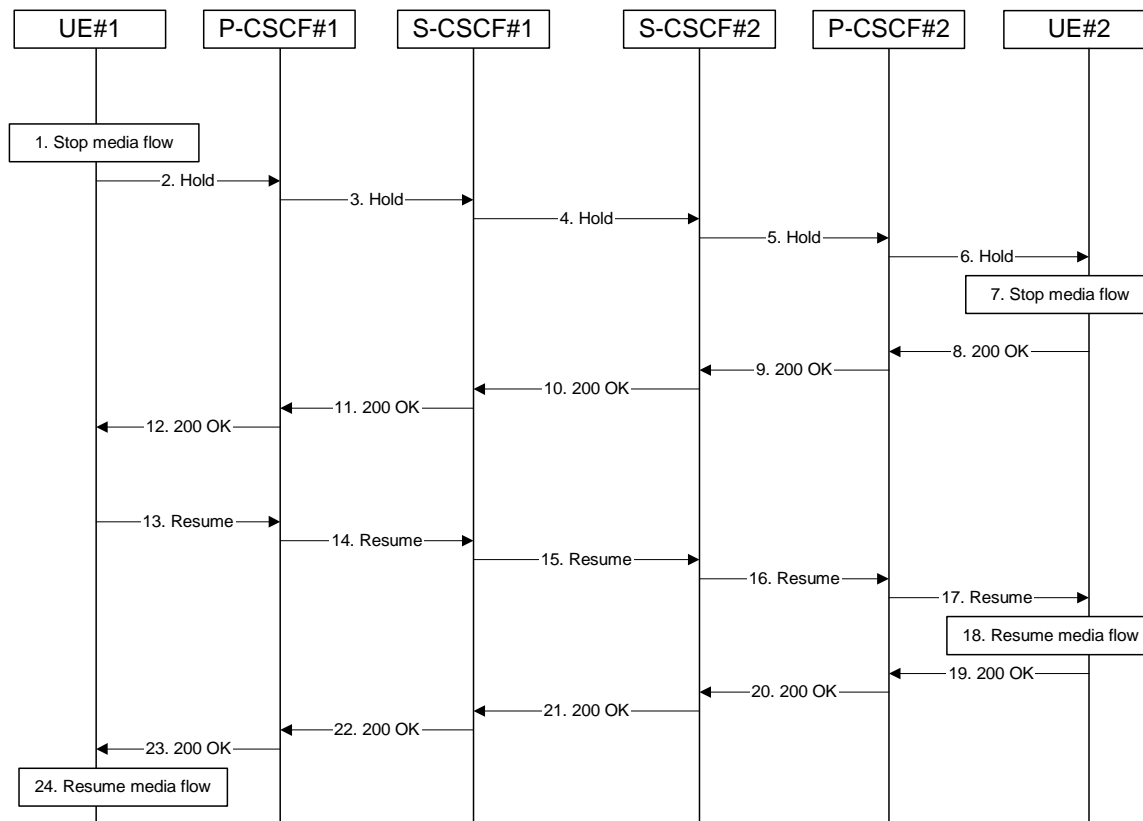 UE#1
P-CSCF#1
S-CSCF#1
S-CSCF#2
P-CSCF#2
UE#2
1. Stop media flow
2. Hold
3. Hold
4. Hold
5. Hold
6. Hold
7. Stop media flow
8. 200 OK
9. 200 OK
10. 200 OK
11. 200 OK
12. 200 OK
13. Resume
14. Resume
15. Resume
16. Resume
17. Resume
18. Resume media flow
19. 200 OK
20. 200 OK
21. 200 OK
22. 200 OK
23. 200 OK
24. Resume media flow